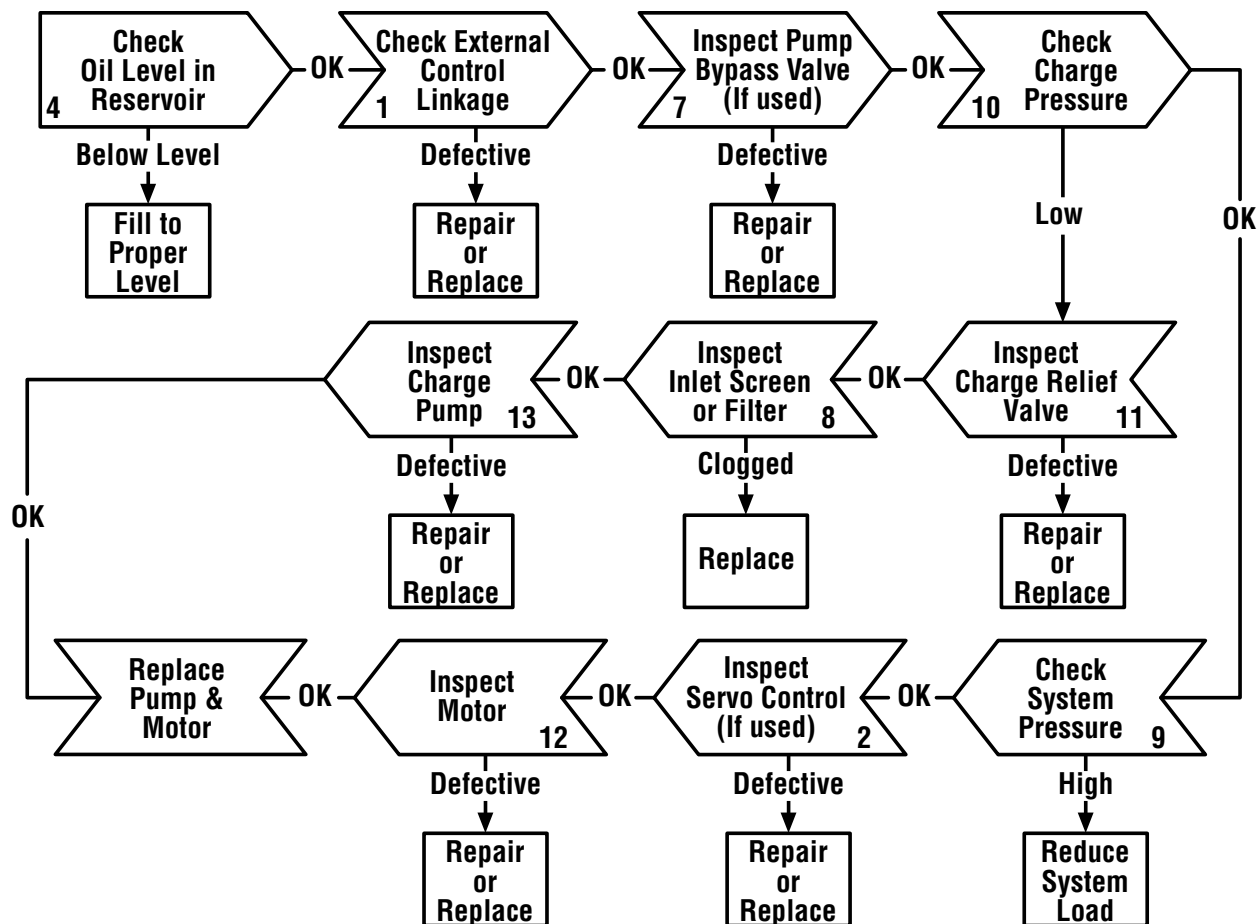 Check
Oil Level in
Reservoir
4
OK
Check External
Control
Linkage
1
OK
Inspect Pump
Bypass Valve
(If used)
7
OK
Check
Charge
Pressure
10
Below Level
Defective
Defective
Low
OK
Fill to
Proper
Level
Repair
or
Replace
Repair
or
Replace
Inspect
Charge
Pump
13
OK
Inspect
Inlet Screen
or Filter
8
OK
Inspect
Charge Relief
Valve
11
OK
Defective
Clogged
Defective
Repair
or
Replace
Replace
Repair
or
Replace
Replace
Pump &
Motor
OK
Inspect
Motor
12
OK
Inspect
Servo Control
(If used)
2
OK
Check
System
Pressure
9
Defective
Defective
High
Repair
or
Replace
Repair
or
Replace
Reduce
System
Load